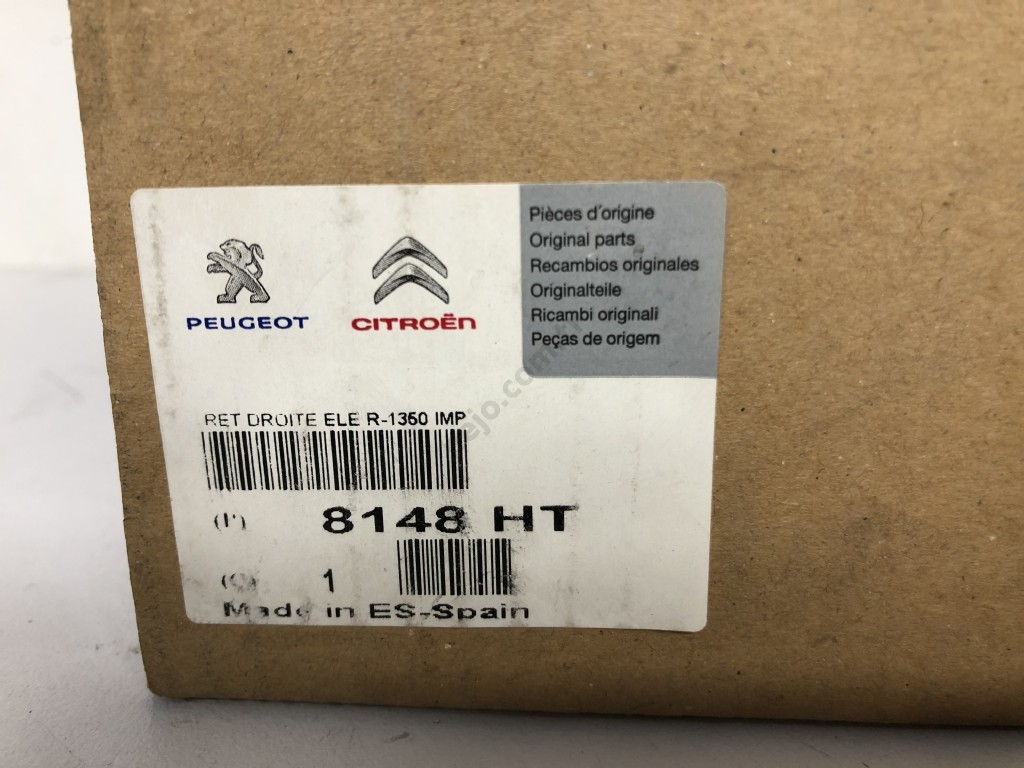 PEUGEOT
CITROËN
Pièces d'origine
Original parts
Recambios originales
Originalteile
Ricambi originali
Peças de origem
RET DROITE ELE R-1350 IMP
(P) 8148 HT
(Q) 1
Made in ES-Spain